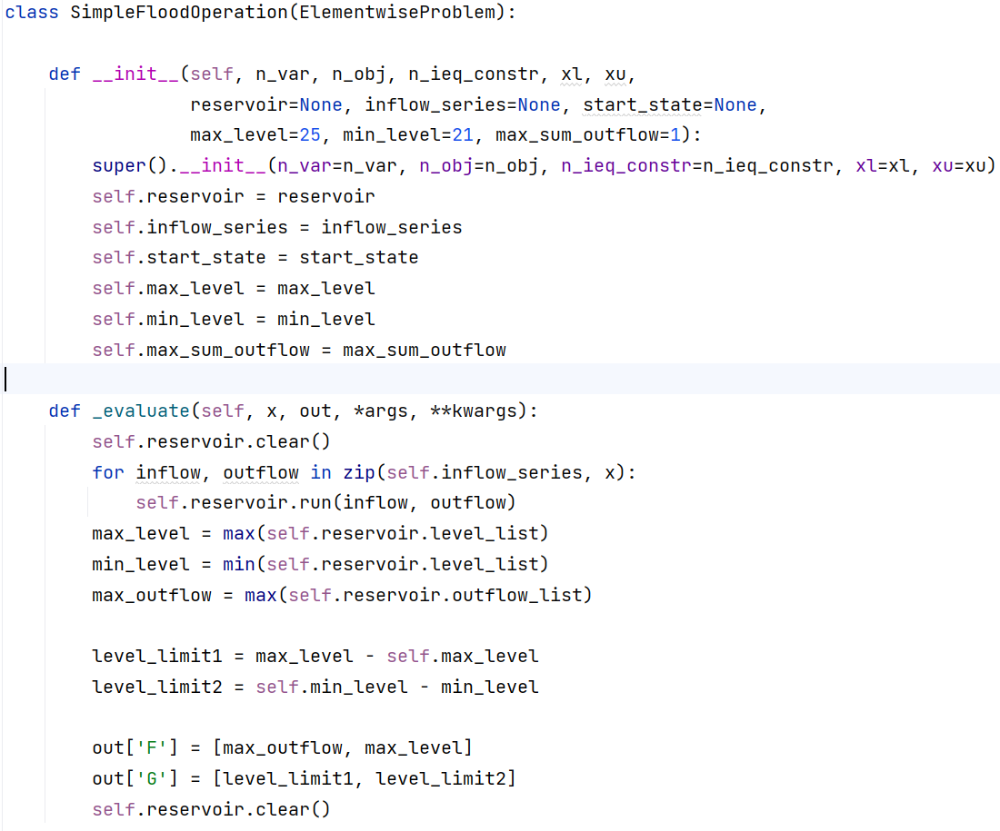 class SimpleFloodOperation(ElementwiseProblem):

    def __init__(self, n_var, n_obj, n_ieq_constr, xl, xu,
                 reservoir=None, inflow_series=None, start_state=None,
                 max_level=25, min_level=21, max_sum_outflow=1):
        super().__init__(n_var=n_var, n_obj=n_obj, n_ieq_constr=n_ieq_constr, xl=xl, xu=xu)
        self.reservoir = reservoir
        self.inflow_series = inflow_series
        self.start_state = start_state
        self.max_level = max_level
        self.min_level = min_level
        self.max_sum_outflow = max_sum_outflow

    def _evaluate(self, x, out, *args, **kwargs):
        self.reservoir.clear()
        for inflow, outflow in zip(self.inflow_series, x):
            self.reservoir.run(inflow, outflow)
        max_level = max(self.reservoir.level_list)
        min_level = min(self.reservoir.level_list)
        max_outflow = max(self.reservoir.outflow_list)

        level_limit1 = max_level - self.max_level
        level_limit2 = self.min_level - min_level

        out['F'] = [max_outflow, max_level]
        out['G'] = [level_limit1, level_limit2]
        self.reservoir.clear()